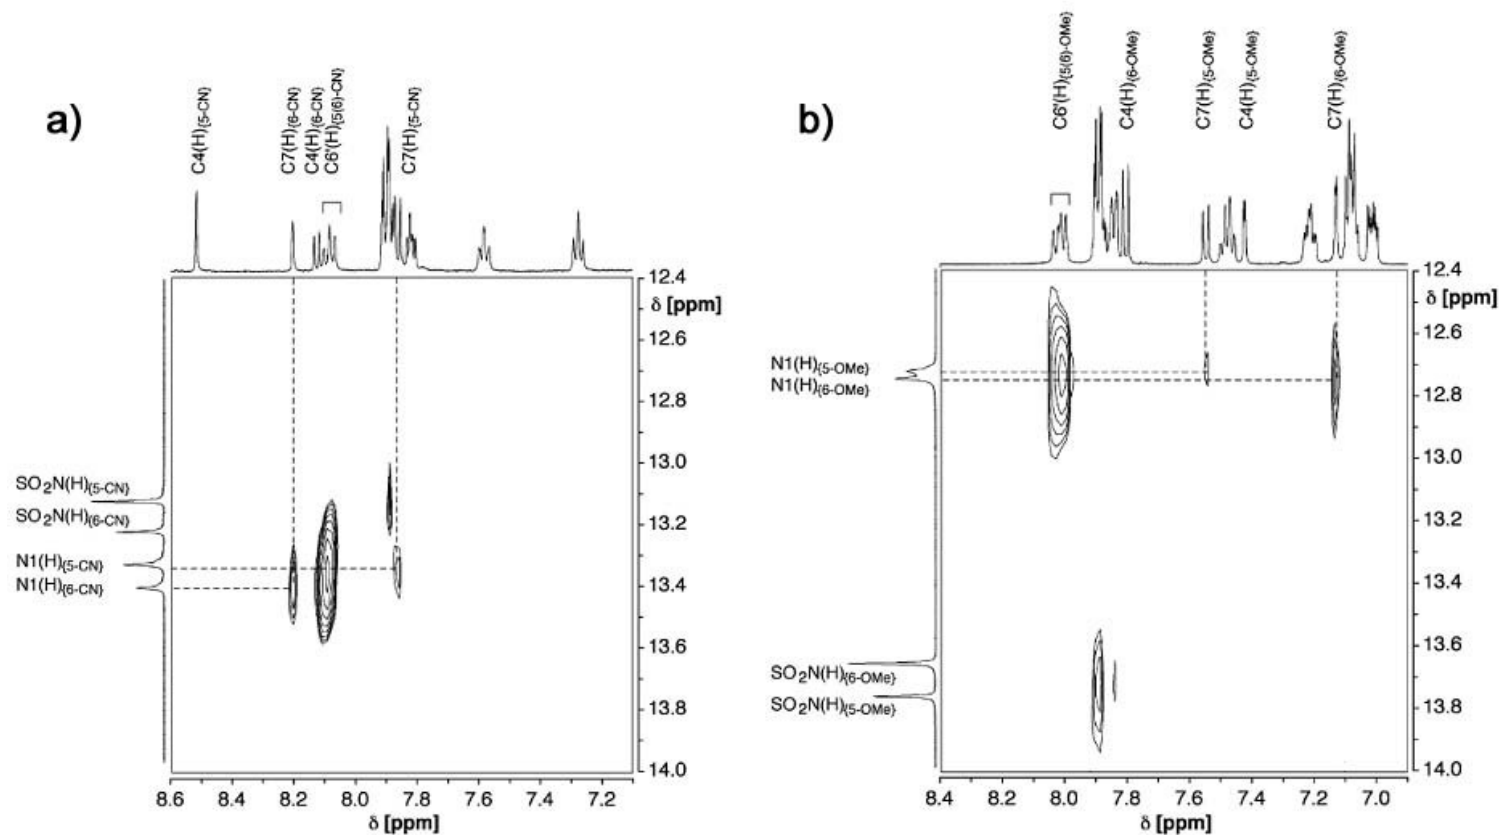 a)
C4(H){5-CN}
C7(H){6-CN}
C4(H){6-CN}
C6'(H){5(6)-CN}
C7(H){5-CN}
12.4
δ [ppm]
12.6
12.8
13.0
13.2
13.4
13.6
13.8
14.0
SO2N(H){5-CN}
SO2N(H){6-CN}
N1(H){5-CN}
N1(H){6-CN}
8.6 8.4 8.2 8.0 7.8 7.6 7.4 7.2
δ [ppm]
b)
C6'(H){5(6)-OMe}
C4(H){6-OMe}
C7(H){5-OMe}
C4(H){5-OMe}
C7(H){6-OMe}
12.4
δ [ppm]
12.6
12.8
13.0
13.2
13.4
13.6
13.8
14.0
N1(H){5-OMe}
N1(H){6-OMe}
SO2N(H){6-OMe}
SO2N(H){5-OMe}
8.4 8.2 8.0 7.8 7.6 7.4 7.2 7.0
δ [ppm]